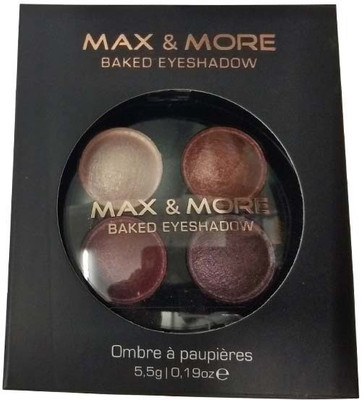 MAX & MORE
BAKED EYESHADOW
MAX & MORE
BAKED EYESHADOW
Ombre à paupières
5,5g | 0,19oz℮